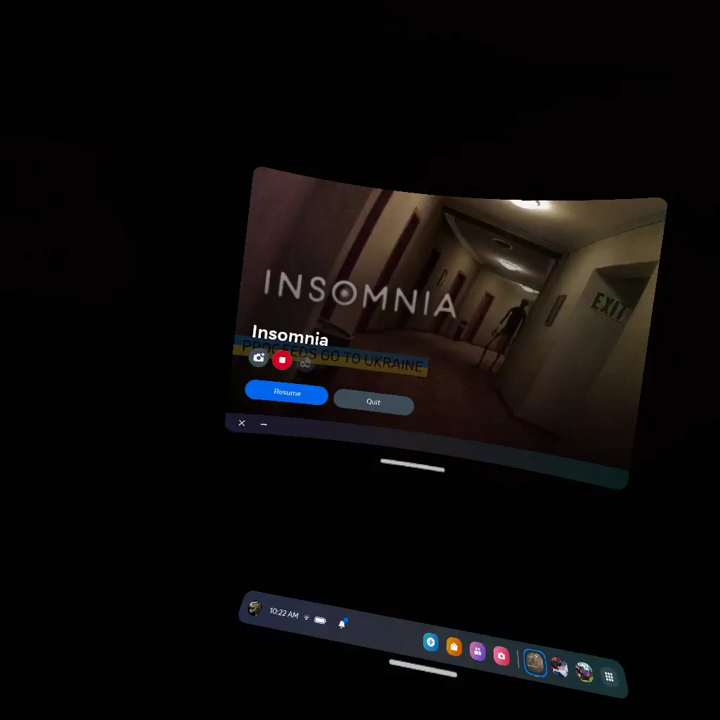 INSOMNIA
EXIT
Insomnia
PROCEEDS GO TO UKRAINE
Resume
Quit
10:22 AM